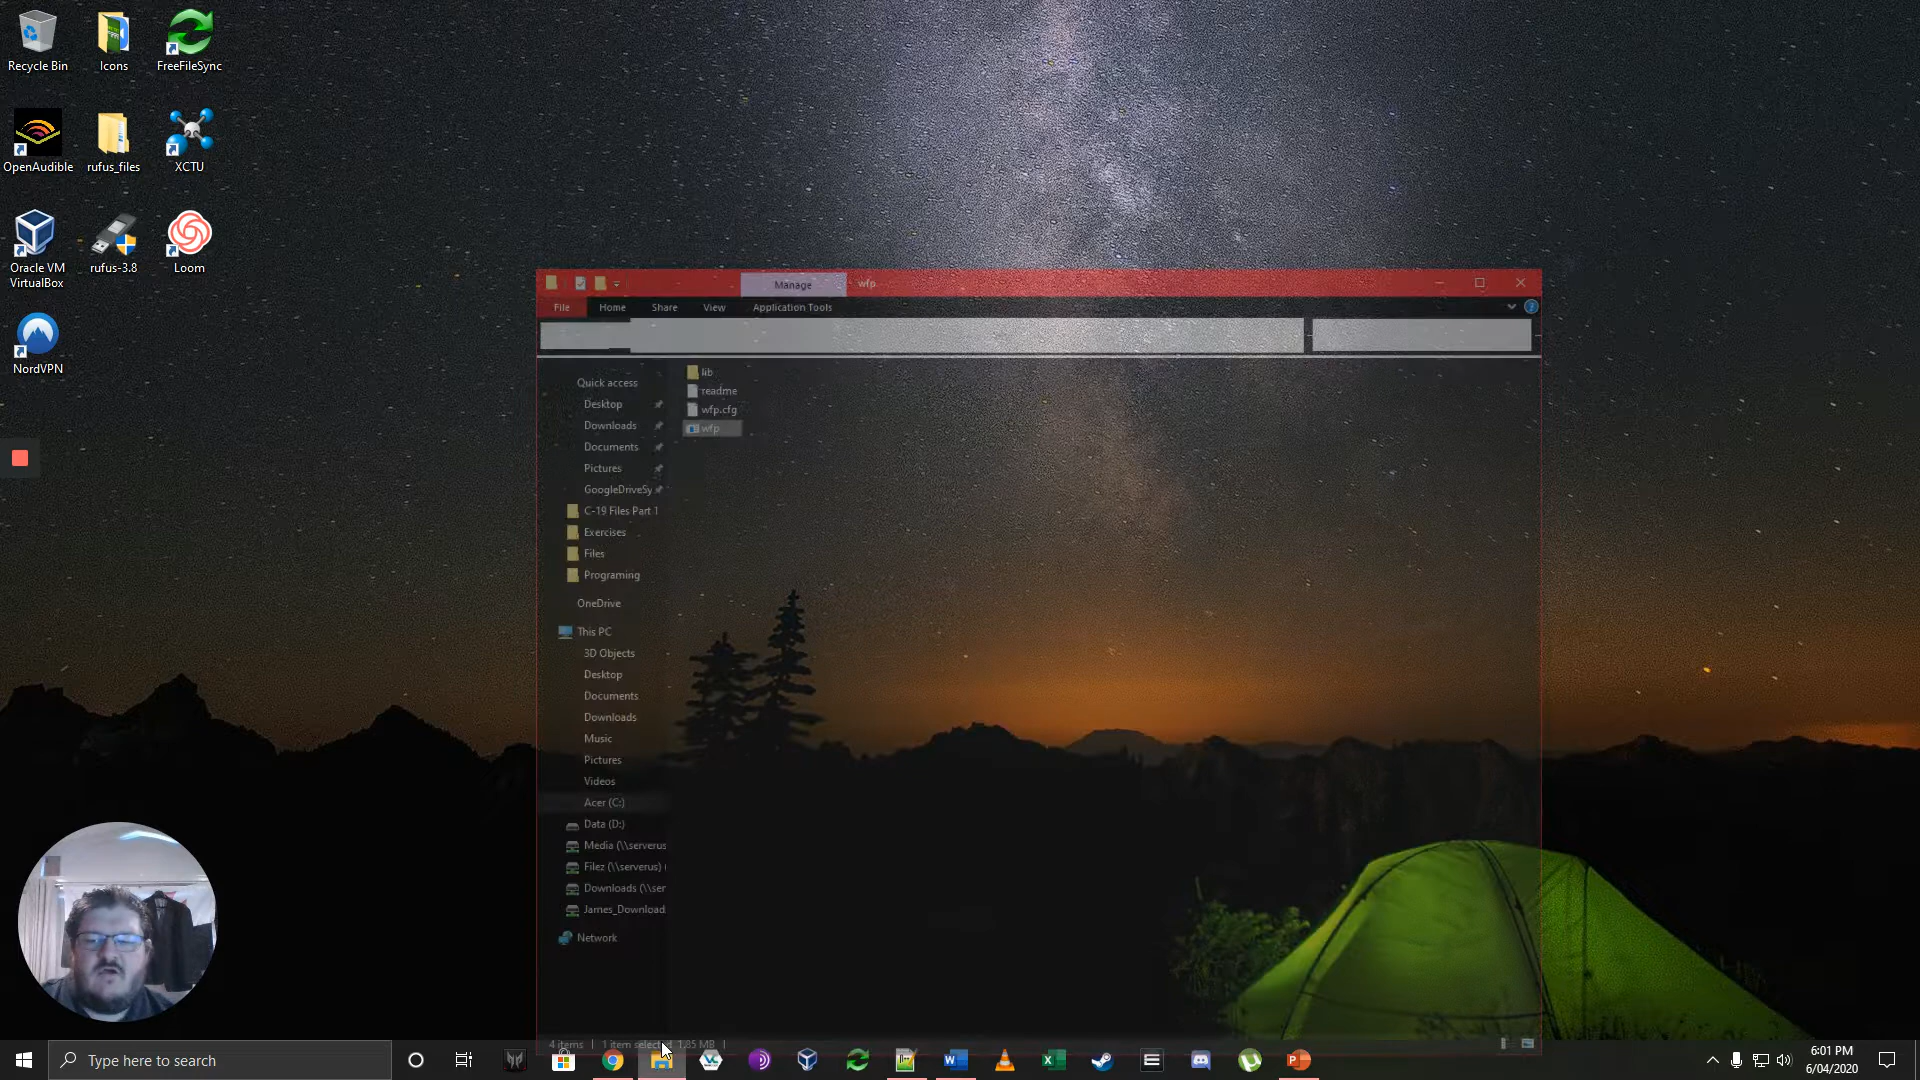 Recycle Bin
Icons
FreeFileSync
OpenAudible
rufus_files
XCTU
Oracle VM
VirtualBox
rufus-3.8
Loom
NordVPN
Manage
wfp
File
Home
Share
View
Application Tools
Quick access
Desktop
Downloads
Documents
Pictures
GoogleDriveSy
C-19 Files Part 1
Exercises
Files
Programing
OneDrive
This PC
3D Objects
Desktop
Documents
Downloads
Music
Pictures
Videos
Acer (C:)
Data (D:)
Media (\\serverus
Filez (\\serverus) (
Downloads (\\ser
James_Download
Network
lib
readme
wfp.cfg
wfp
4 items
1 item selected 1.85 MB
Type here to search
6:01 PM
6/04/2020